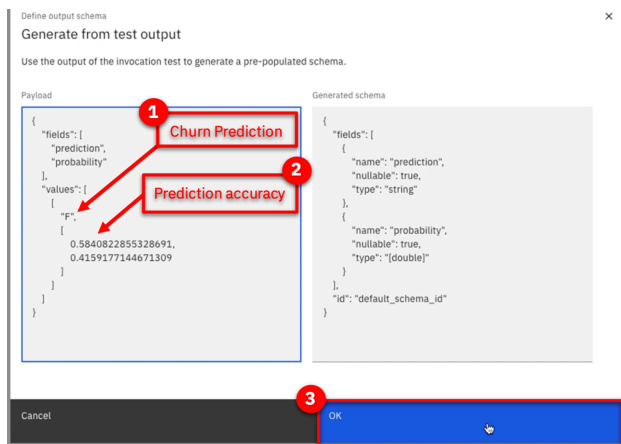 Define output schema
Generate from test output
Use the output of the invocation test to generate a pre-populated schema.
Payload
{
"fields": [
"prediction",
"probability"
],
"values": [
[
"F",
[
0.5840822855328691,
0.4159177144671309
]
]
]
}
1
Churn Prediction
2
Prediction accuracy
Generated schema
{
"fields": [
{
"name": "prediction",
"nullable": true,
"type": "string"
},
{
"name": "probability",
"nullable": true,
"type": "[double]"
}
],
"id": "default_schema_id"
}
Cancel
3
OK